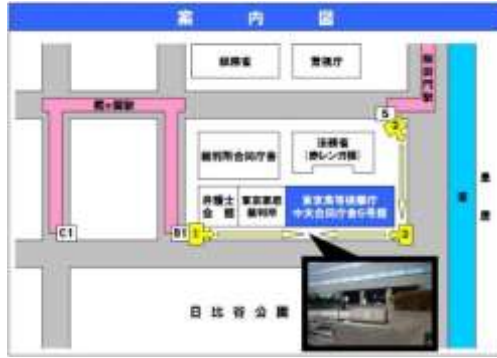 案内図
総務省
警視庁
桜田門駅
霞ヶ関駅
5
2
裁判所合同庁舎
法務省
(赤レンガ棟)
皇居
弁護士
会館
東京家庭
裁判所
東京高等検察庁
中央合同庁舎6号館
C1
B1
1
3
日比谷公園